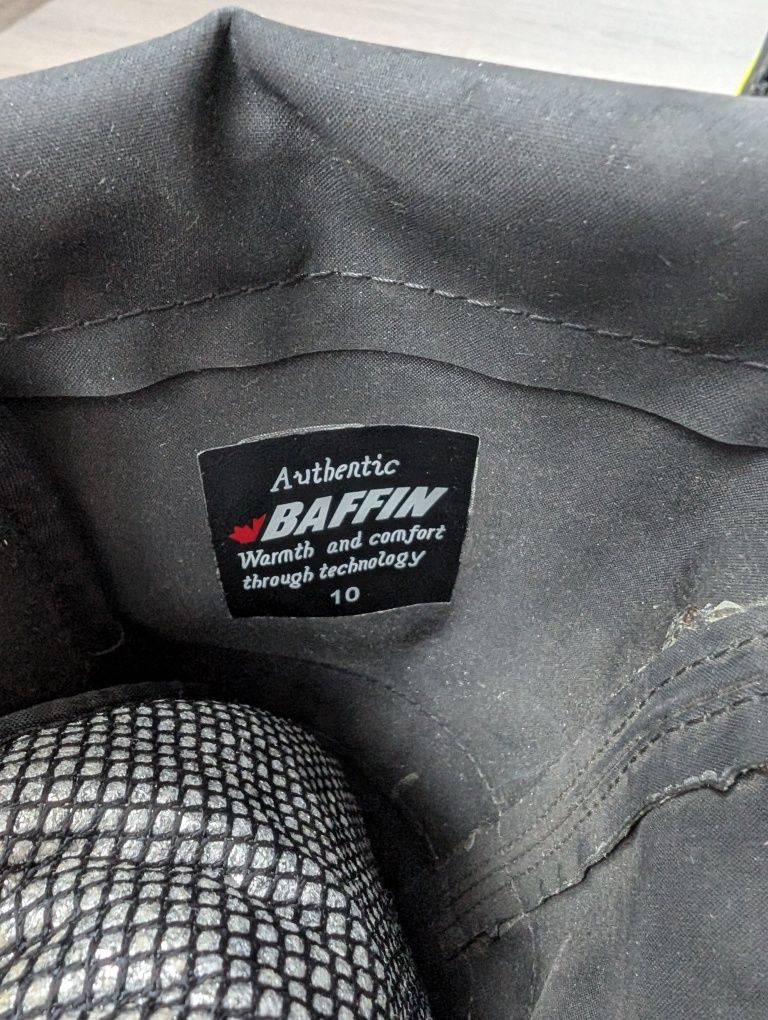 Authentic
BAFFIN
Warmth and comfort
through technology
10